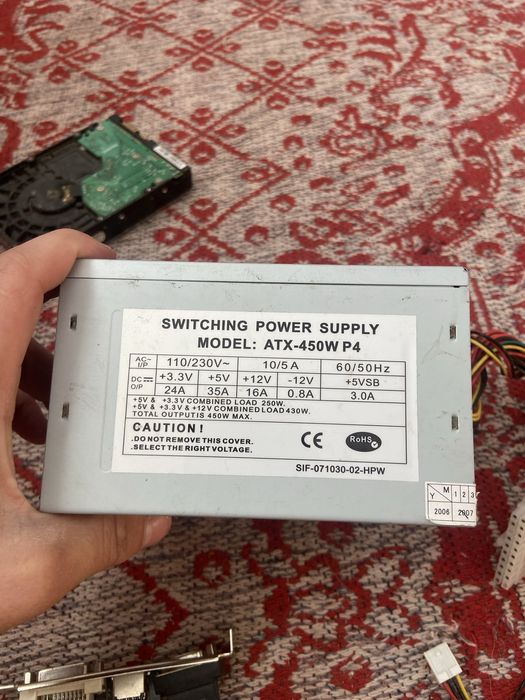 SWITCHING POWER SUPPLY
MODEL: ATX-450W P4
AC~ I/P 110/230V~ 10/5A 60/50Hz
DC O/P +3.3V +5V +12V -12V +5VSB
24A 35A 16A 0.8A 3.0A
+5V & +3.3V COMBINED LOAD 250W.
+5V & +3.3V & +12V COMBINED LOAD 430W.
TOTAL OUTPUT IS 450W MAX.
CAUTION !
.DO NOT REMOVE THIS COVER.
.SELECT THE RIGHT VOLTAGE.
CE RoHS
SIF-071030-02-HPW
Y M 1 2 3
2006 2007